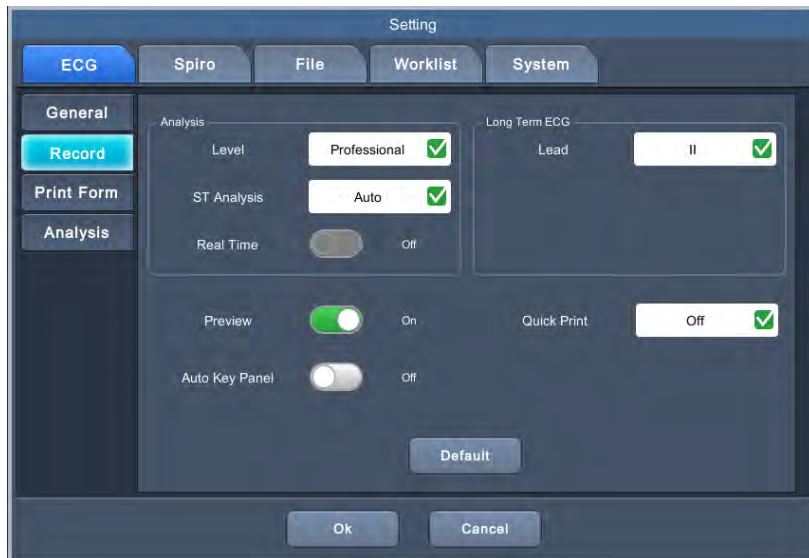 Setting
ECG Spiro File Worklist System
General
Record
Print Form
Analysis
Analysis
Level Professional
ST Analysis Auto
Real Time Off
Long Term ECG
Lead II
Preview On
Quick Print Off
Auto Key Panel Off
Default
Ok Cancel